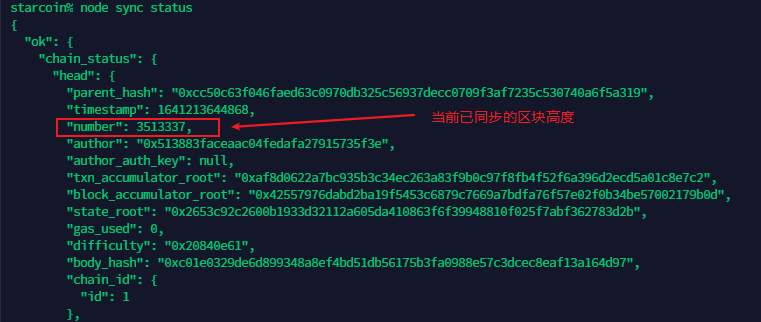 starcoin% node sync status
{
"ok": {
"chain_status": {
"head": {
"parent_hash": "0xcc50c63f046faed63c0970db325c56937decc0709f3af7235c530740a6f5a319",
"timestamp": 1641213644868,
"number": 3513337,
当前已同步的区块高度
"author": "0x513883faceaac04fedafa27915735f3e",
"author_auth_key": null,
"txn_accumulator_root": "0xaf8d0622a7bc935b3c34ec263a83f9b0c97f8fb4f52f6a396d2ecd5a01c8e7c2",
"block_accumulator_root": "0x42557976dabd2ba19f5453c6879c7669a7bdfa76f57e02f0b34be57002179b0d",
"state_root": "0x2653c92c2600b1933d32112a605da410863f6f39948810f025f7abf362783d2b",
"gas_used": 0,
"difficulty": "0x20840e61",
"body_hash": "0xc01e0329de6d899348a8ef4bd51db56175b3fa0988e57c3dcec8eaf13a164d97",
"chain_id": {
"id": 1
},